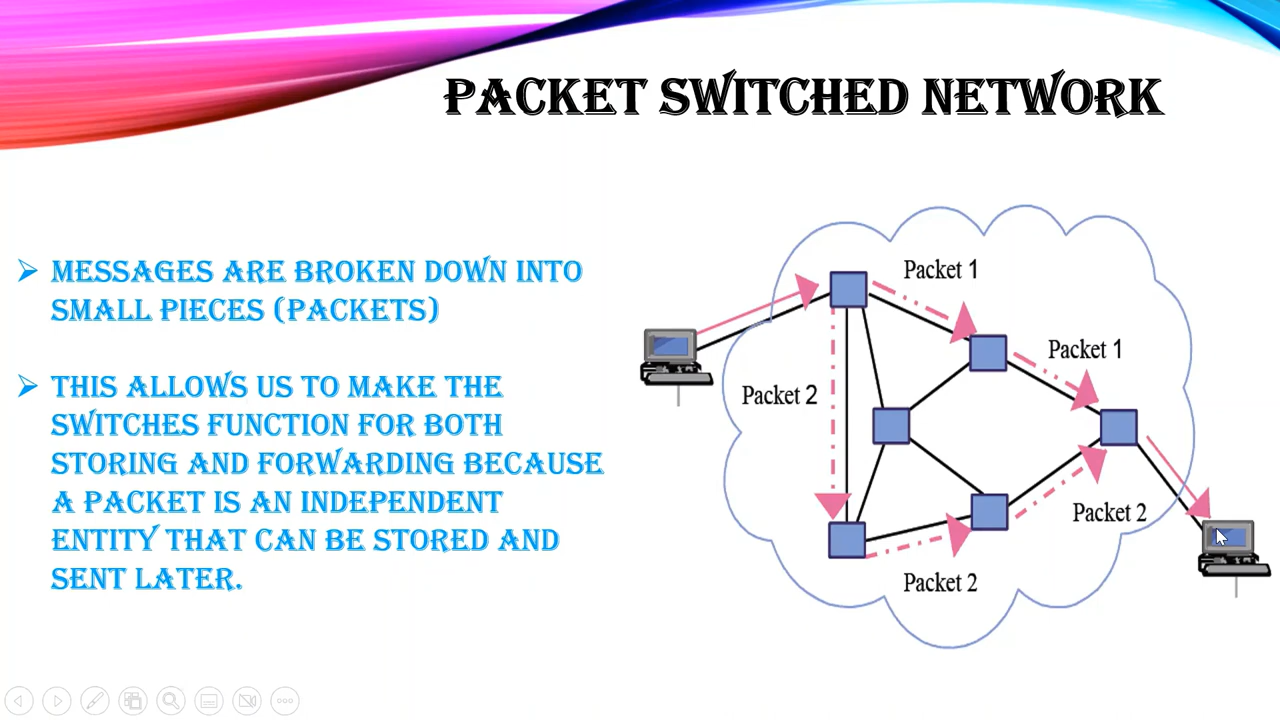 PACKET SWITCHED NETWORK
MESSAGES ARE BROKEN DOWN INTO
SMALL PIECES (PACKETS)
THIS ALLOWS US TO MAKE THE
SWITCHES FUNCTION FOR BOTH
STORING AND FORWARDING BECAUSE
A PACKET IS AN INDEPENDENT
ENTITY THAT CAN BE STORED AND
SENT LATER.
Packet 1
Packet 1
Packet 2
Packet 2
Packet 2